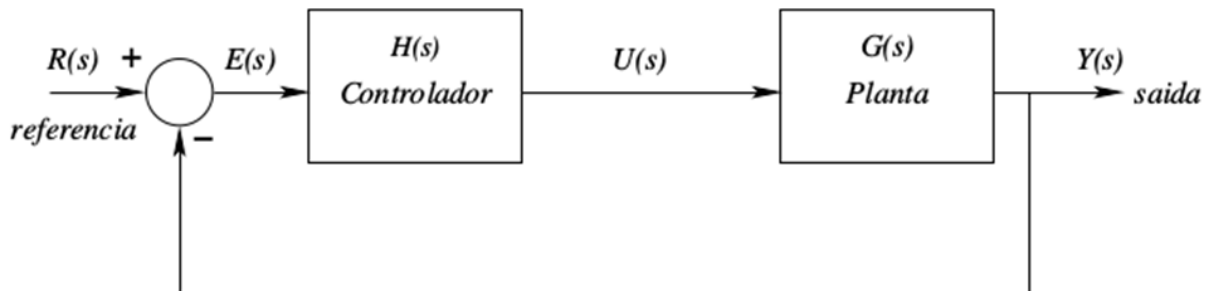 R(s) +
E(s)
H(s)
Controlador
U(s)
G(s)
Planta
Y(s)
saida
referencia
−